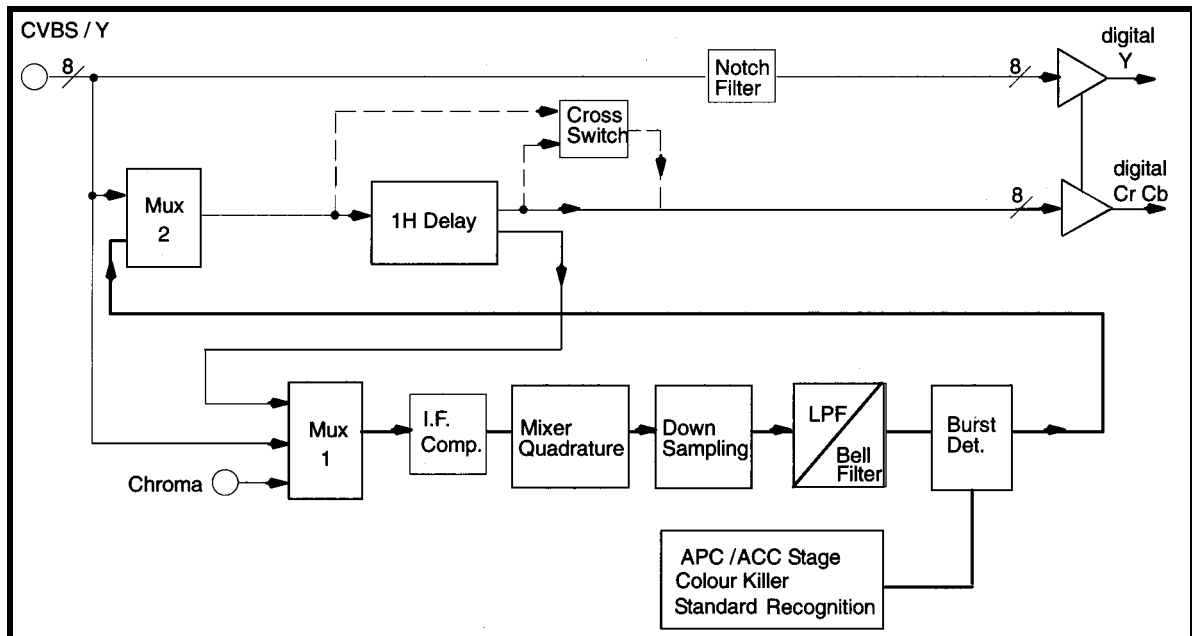 CVBS / Y
8
Notch
Filter
8
digital
Y
Cross
Switch
Mux
2
1H Delay
8
digital
Cr Cb
Mux
1
I.F.
Comp.
Mixer
Quadrature
Down
Sampling
LPF
Bell
Filter
Burst
Det.
Chroma
APC /ACC Stage
Colour Killer
Standard Recognition